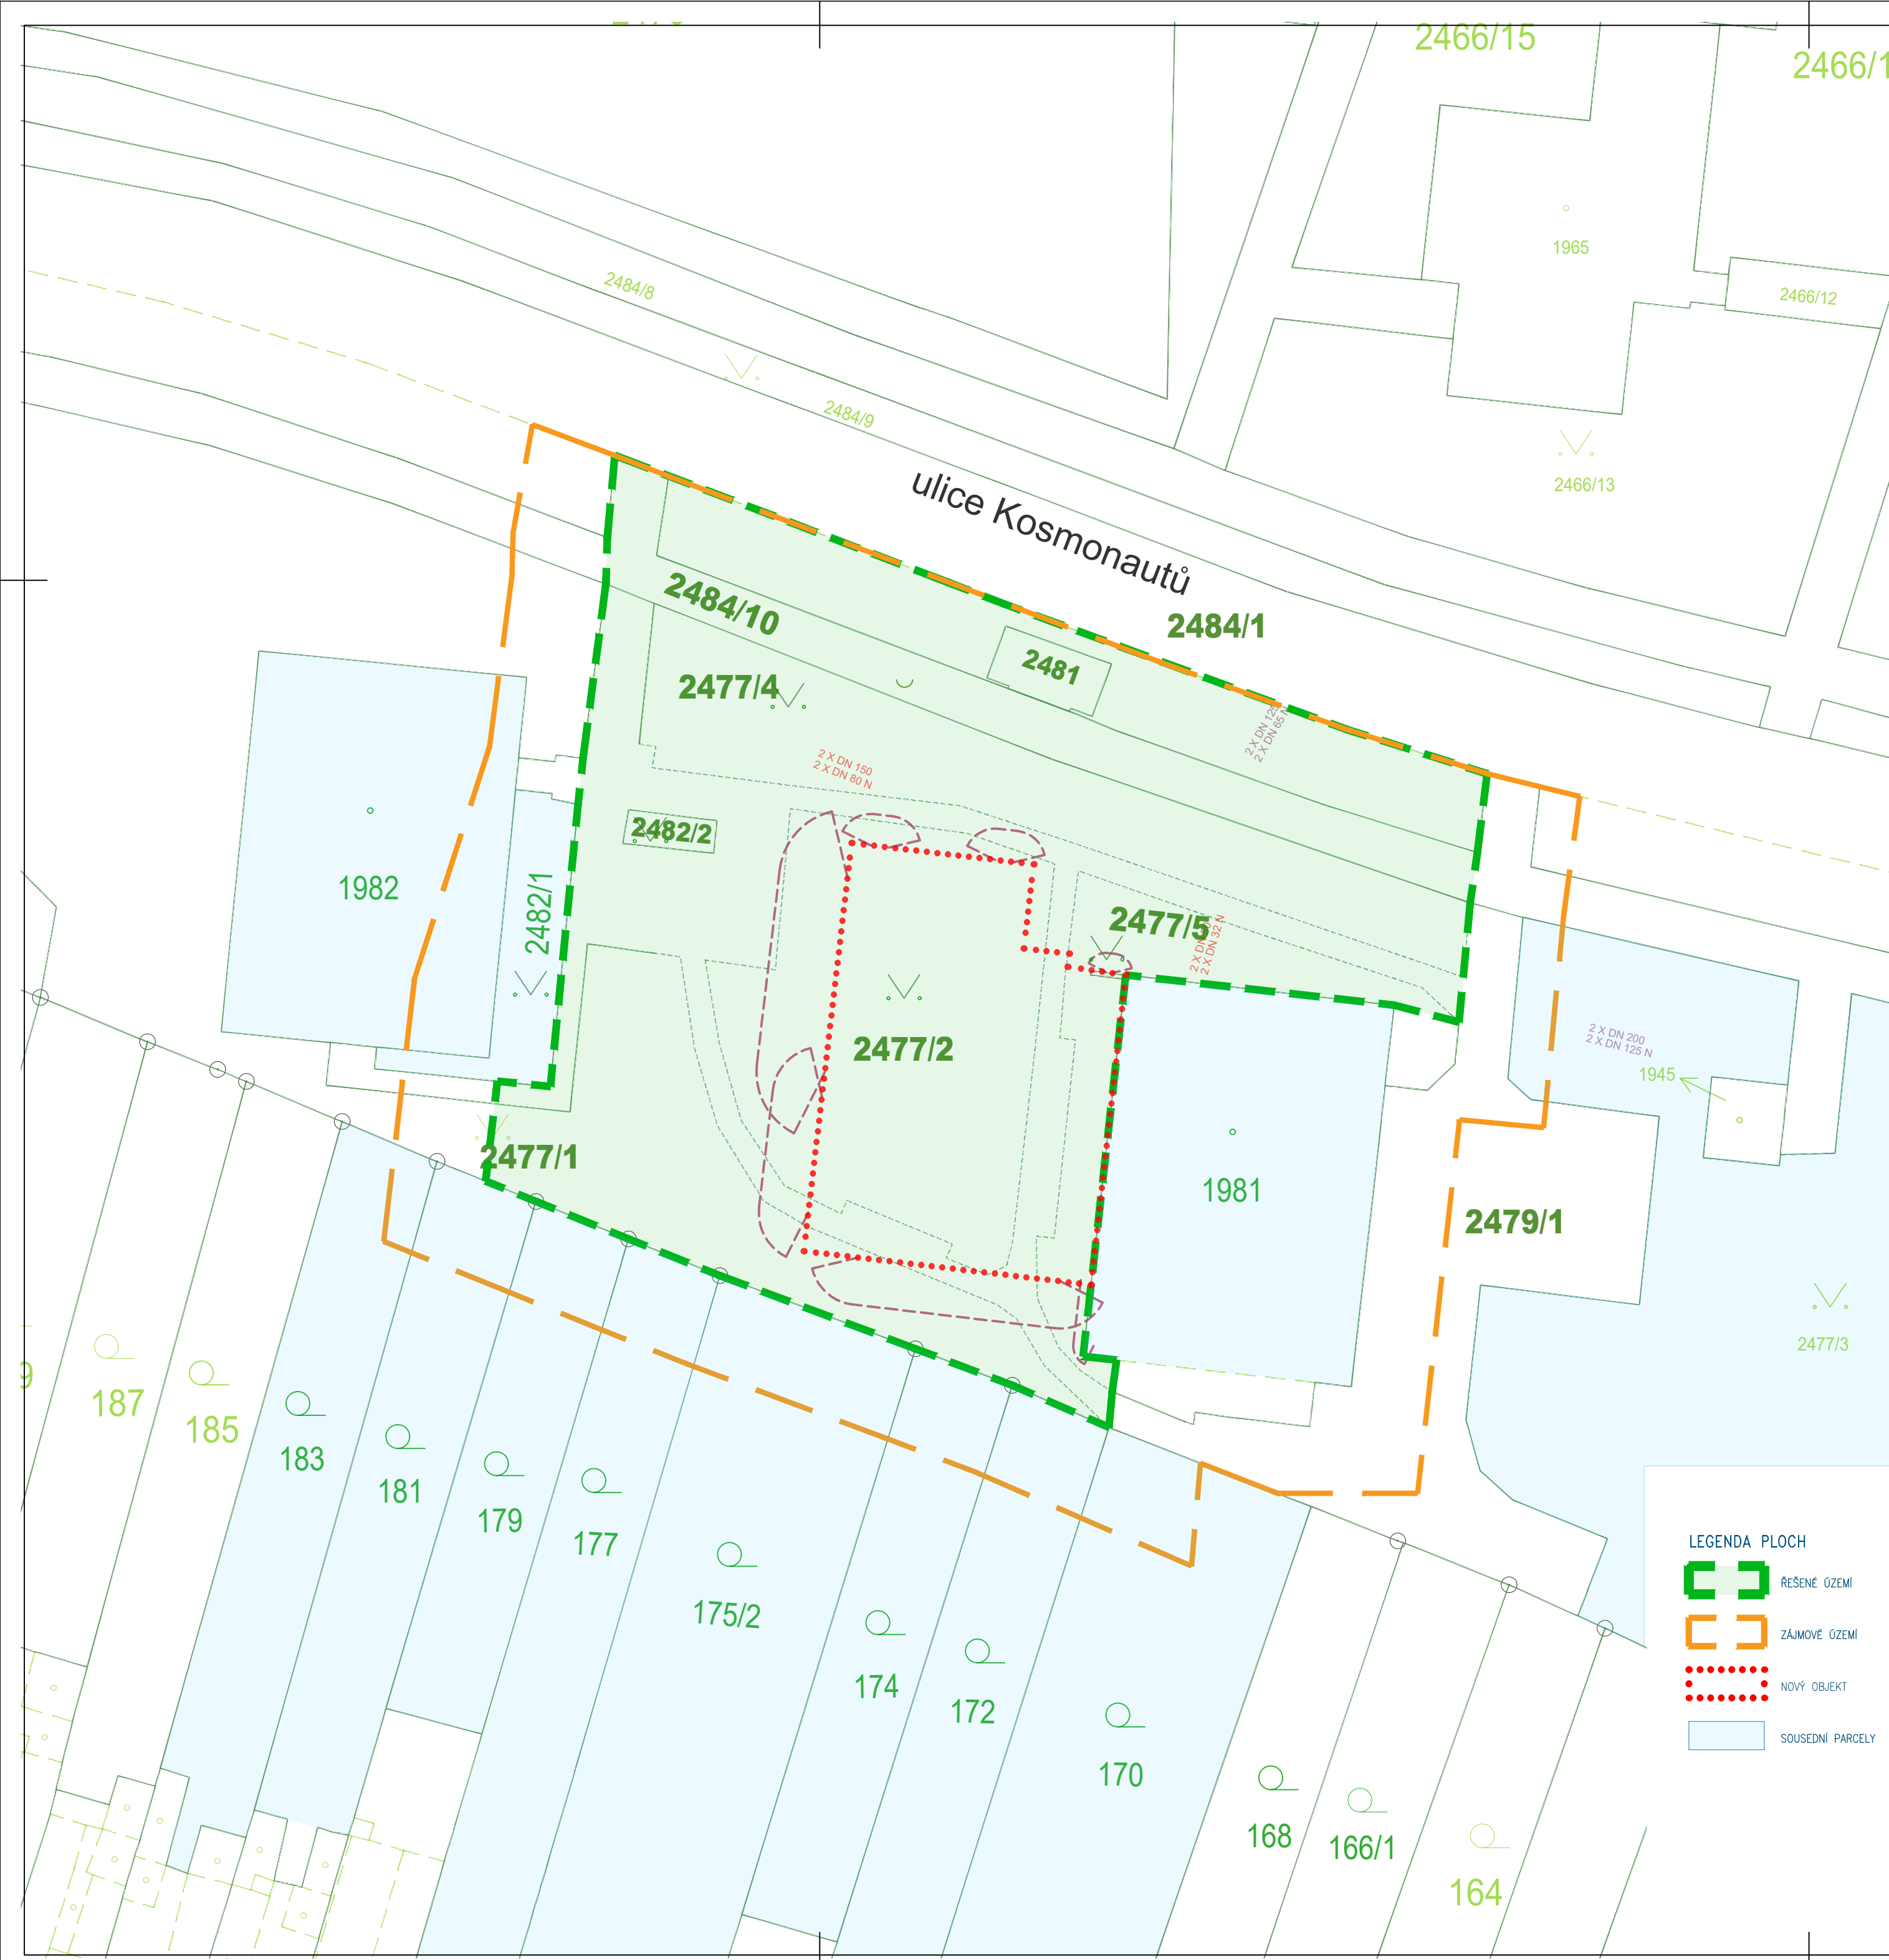 2466/15
2466/1
1965
2466/12
2484/8
2484/9
2466/13
ulice Kosmonautů
2484/10
2484/1
2481
2477/4
2 X DN 125
2 X DN 65 N
2 X DN 150
2 X DN 80 N
2482/2
1982
2482/1
2477/5
2 X DN
2 X DN 32 N
2477/2
2 X DN 200
2 X DN 125 N
1945
2477/1
1981
2479/1
2477/3
9
187
185
183
181
179
177
175/2
174
172
170
168
166/1
164
LEGENDA PLOCH
ŘEŠENÉ ÚZEMÍ
ZÁJMOVÉ ÚZEMÍ
NOVÝ OBJEKT
SOUSEDNÍ PARCELY